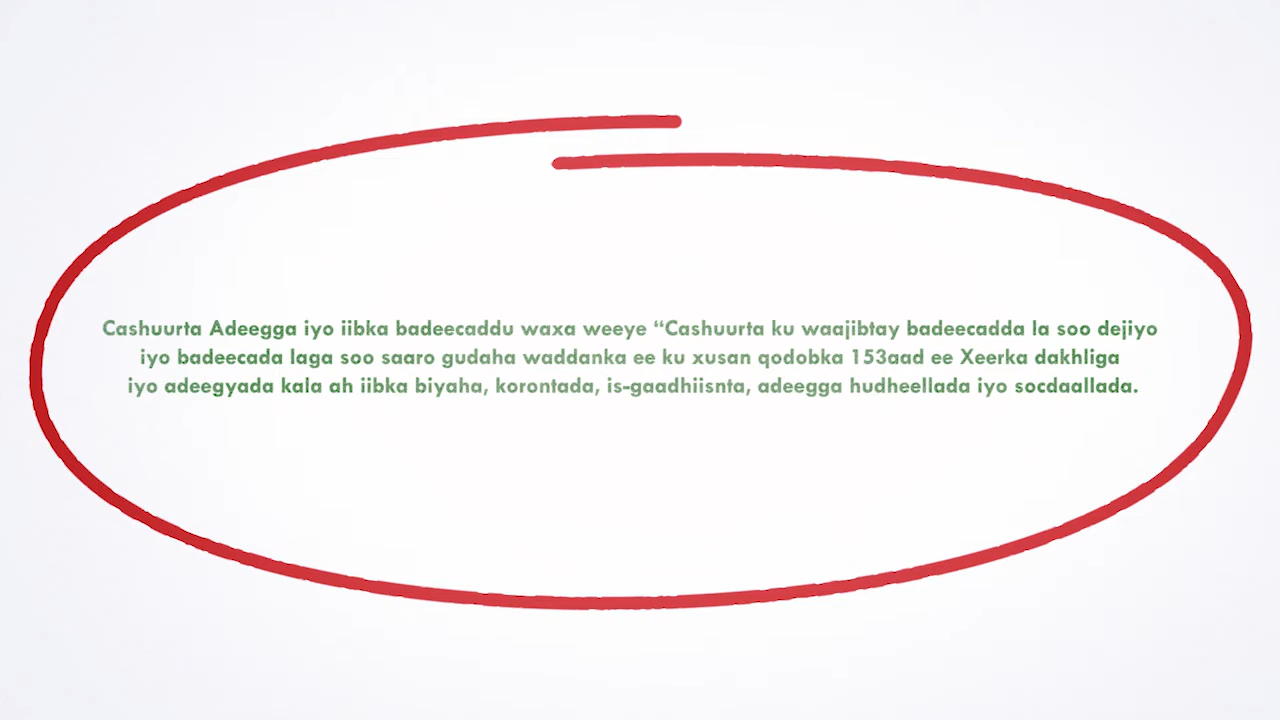 Cashuurta Adeegga iyo iibka badeecaddu waxa weeye “Cashuurta ku waajibtay badeecadda la soo dejiyo
iyo badeecada laga soo saaro gudaha waddanka ee ku xusan qodobka 153aad ee Xeerka dakhliga
iyo adeegyada kala ah iibka biyaha, korontada, is-gaadhiisnta, adeegga hudheellada iyo socdaallada.